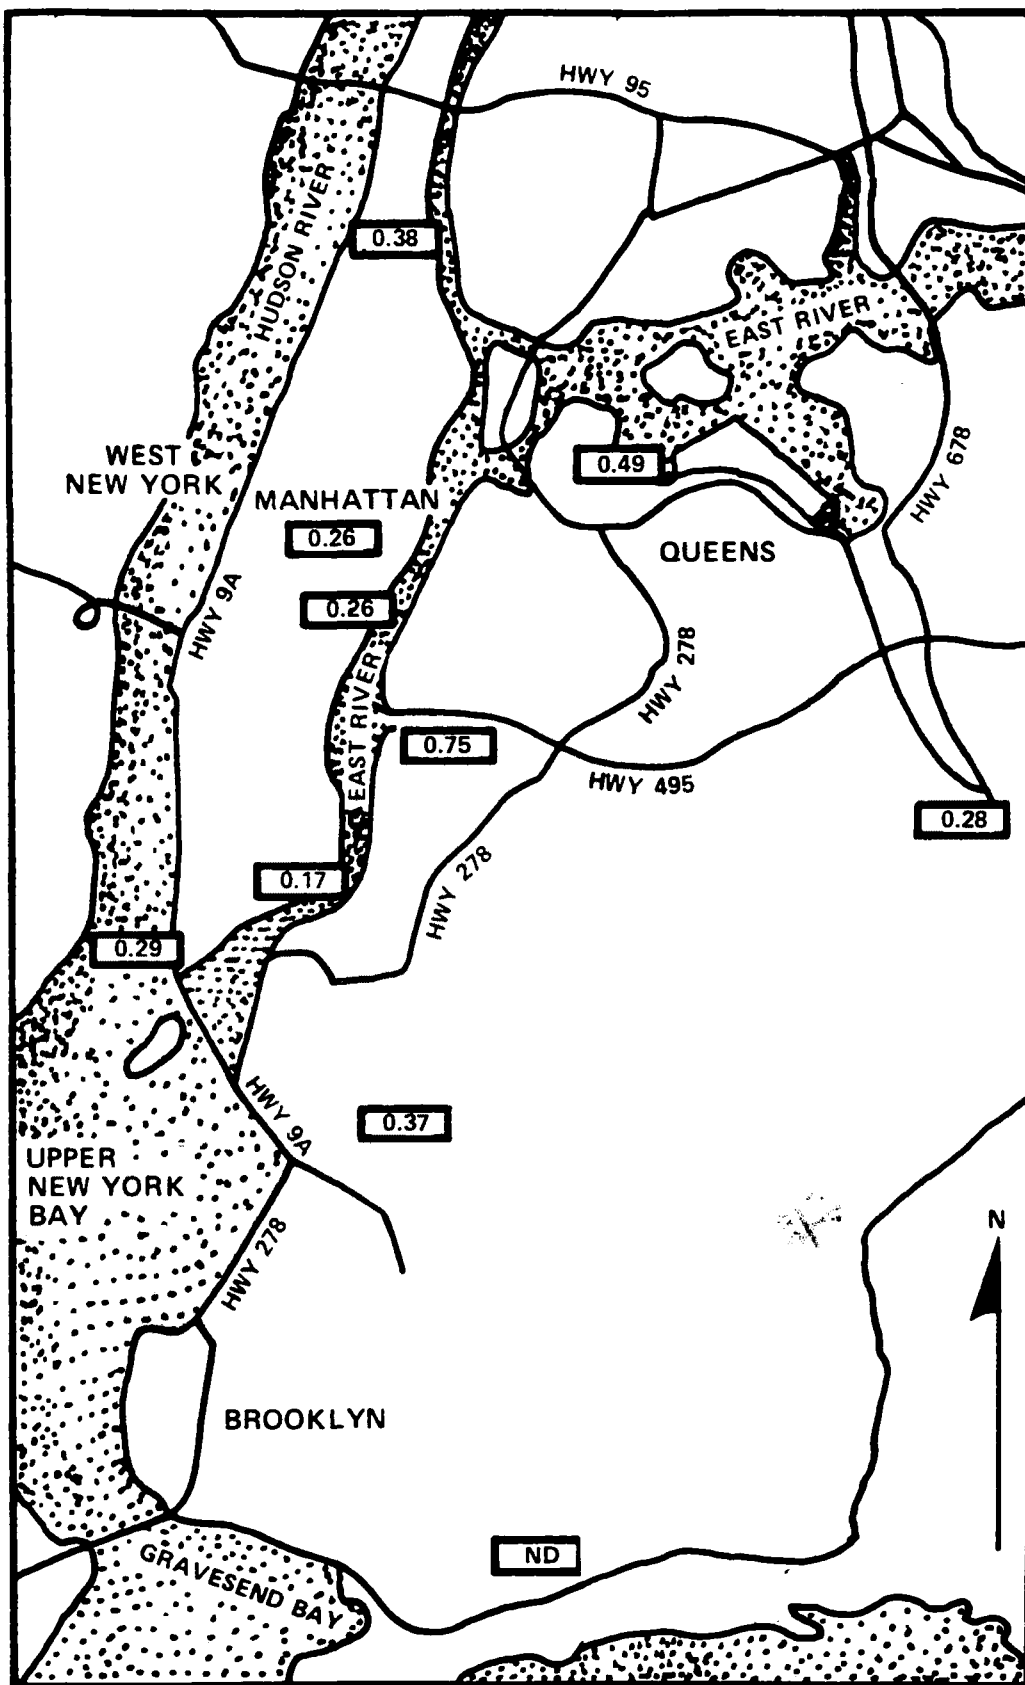 HWY 95
HUDSON RIVER
0.38
EAST RIVER
WEST
NEW YORK
0.49
HWY 678
MANHATTAN
0.26
QUEENS
0.26
HWY 9A
HWY 278
EAST RIVER
0.75
HWY 495
0.28
HWY 278
0.17
0.29
HWY 9A
0.37
UPPER
NEW YORK
BAY
HWY 278
N
BROOKLYN
ND
GRAVESEND BAY